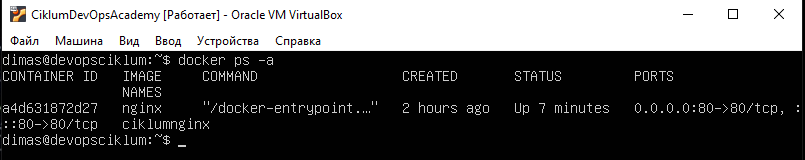 CiklumDevOpsAcademy [Работает] - Oracle VM VirtualBox
Файл Машина Вид Ввод Устройства Справка
dimas@devopsciklum:~$ docker ps -a
CONTAINER ID IMAGE COMMAND CREATED STATUS PORTS
NAMES
a4d631872d27 nginx "/docker-entrypoint.…" 2 hours ago Up 7 minutes 0.0.0.0:80->80/tcp, :
::80->80/tcp ciklumnginx
dimas@devopsciklum:~$ _